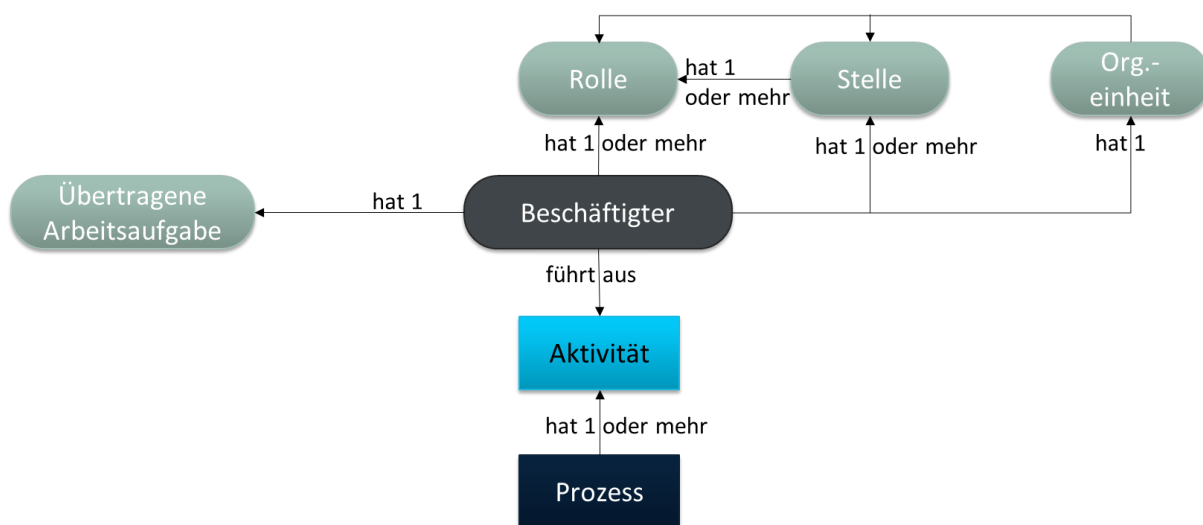 Rolle
hat 1
oder mehr
Stelle
Org.-
einheit
hat 1 oder mehr
hat 1 oder mehr
hat 1
Übertragene
Arbeitsaufgabe
hat 1
Beschäftigter
führt aus
Aktivität
hat 1 oder mehr
Prozess